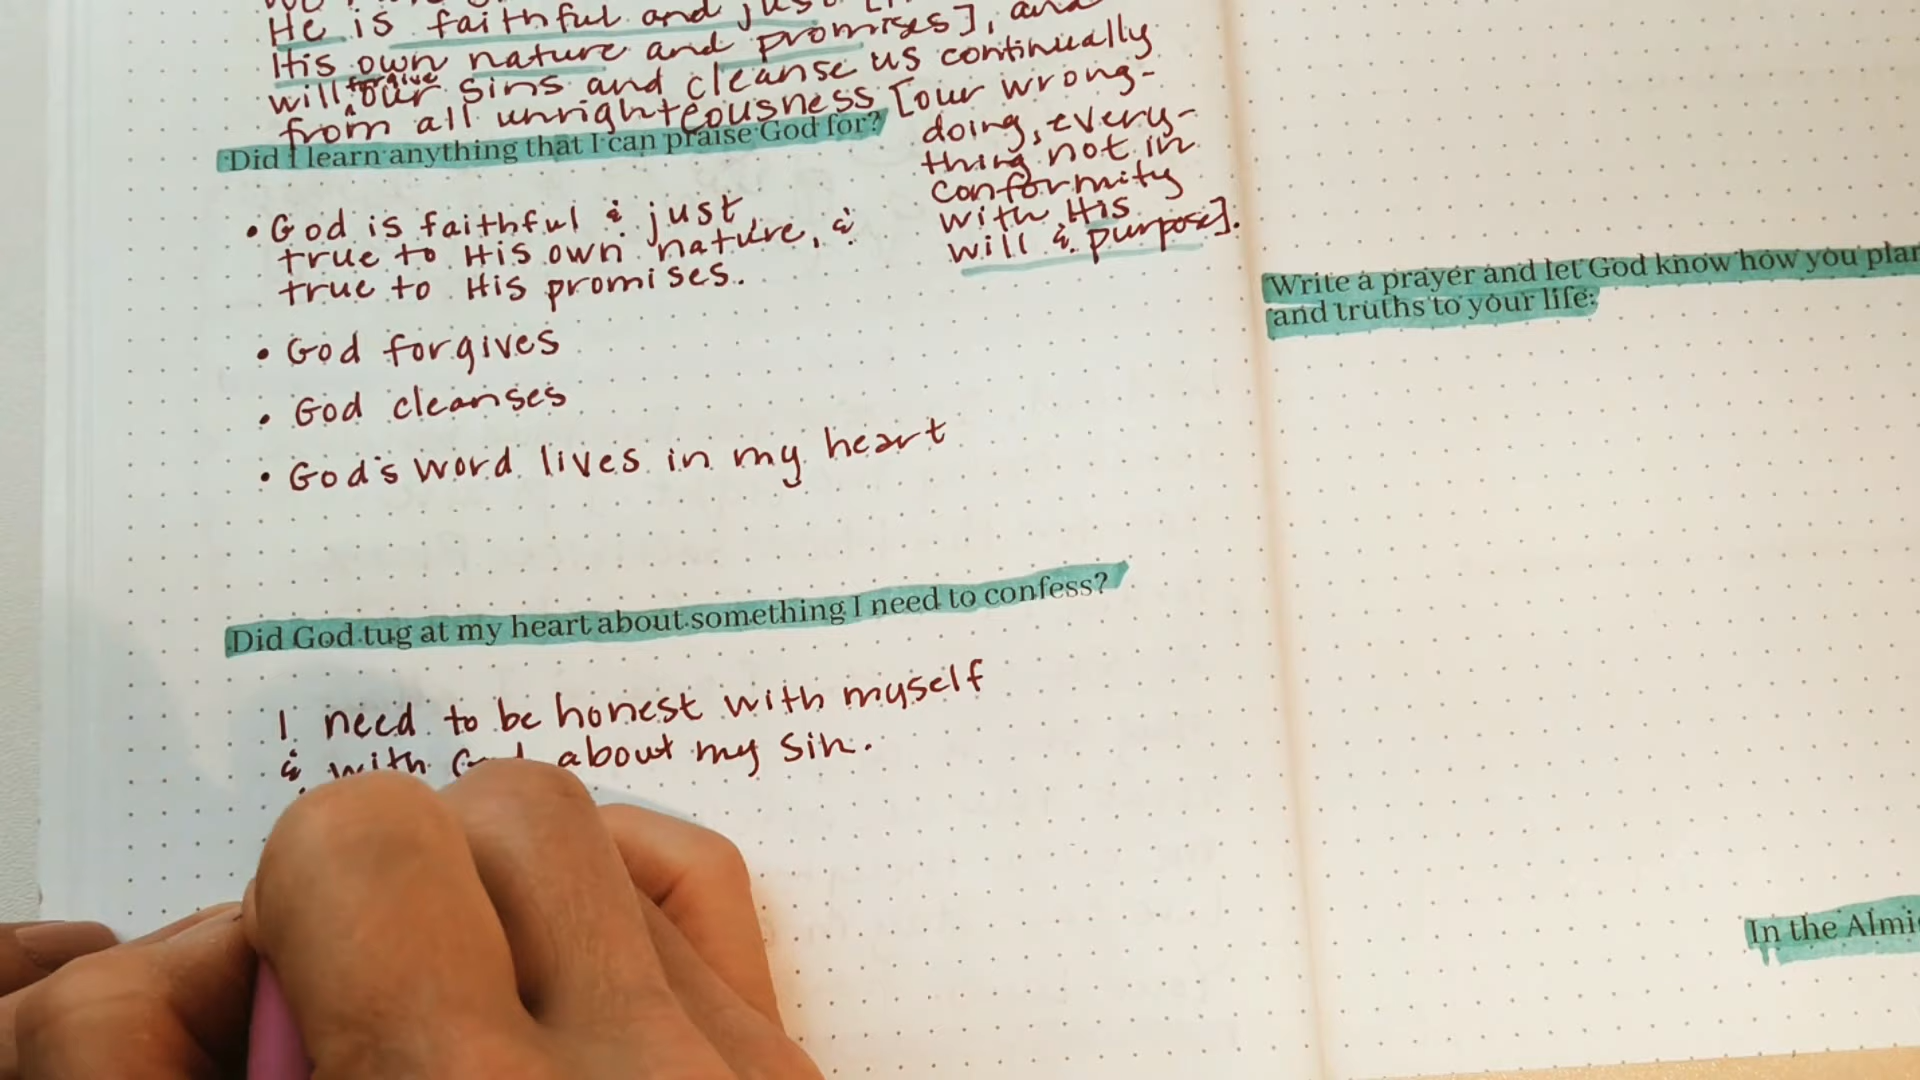 He is faithful and
His own nature and promises], and
will forgive our sins and cleanse us continually
from all unrighteousness [our wrong-
doing, every-
thing not in
conformity
with His
will & purpose].
Did I learn anything that I can praise God for?
• God is faithful & just,
true to His own nature, &
true to His promises.
• God forgives
• God cleanses
• God's word lives in my heart
Did God tug at my heart about something I need to confess?
I need to be honest with myself
& with God about my sin.
Write a prayer and let God know how you plan
and truths to your life:
In the Almi